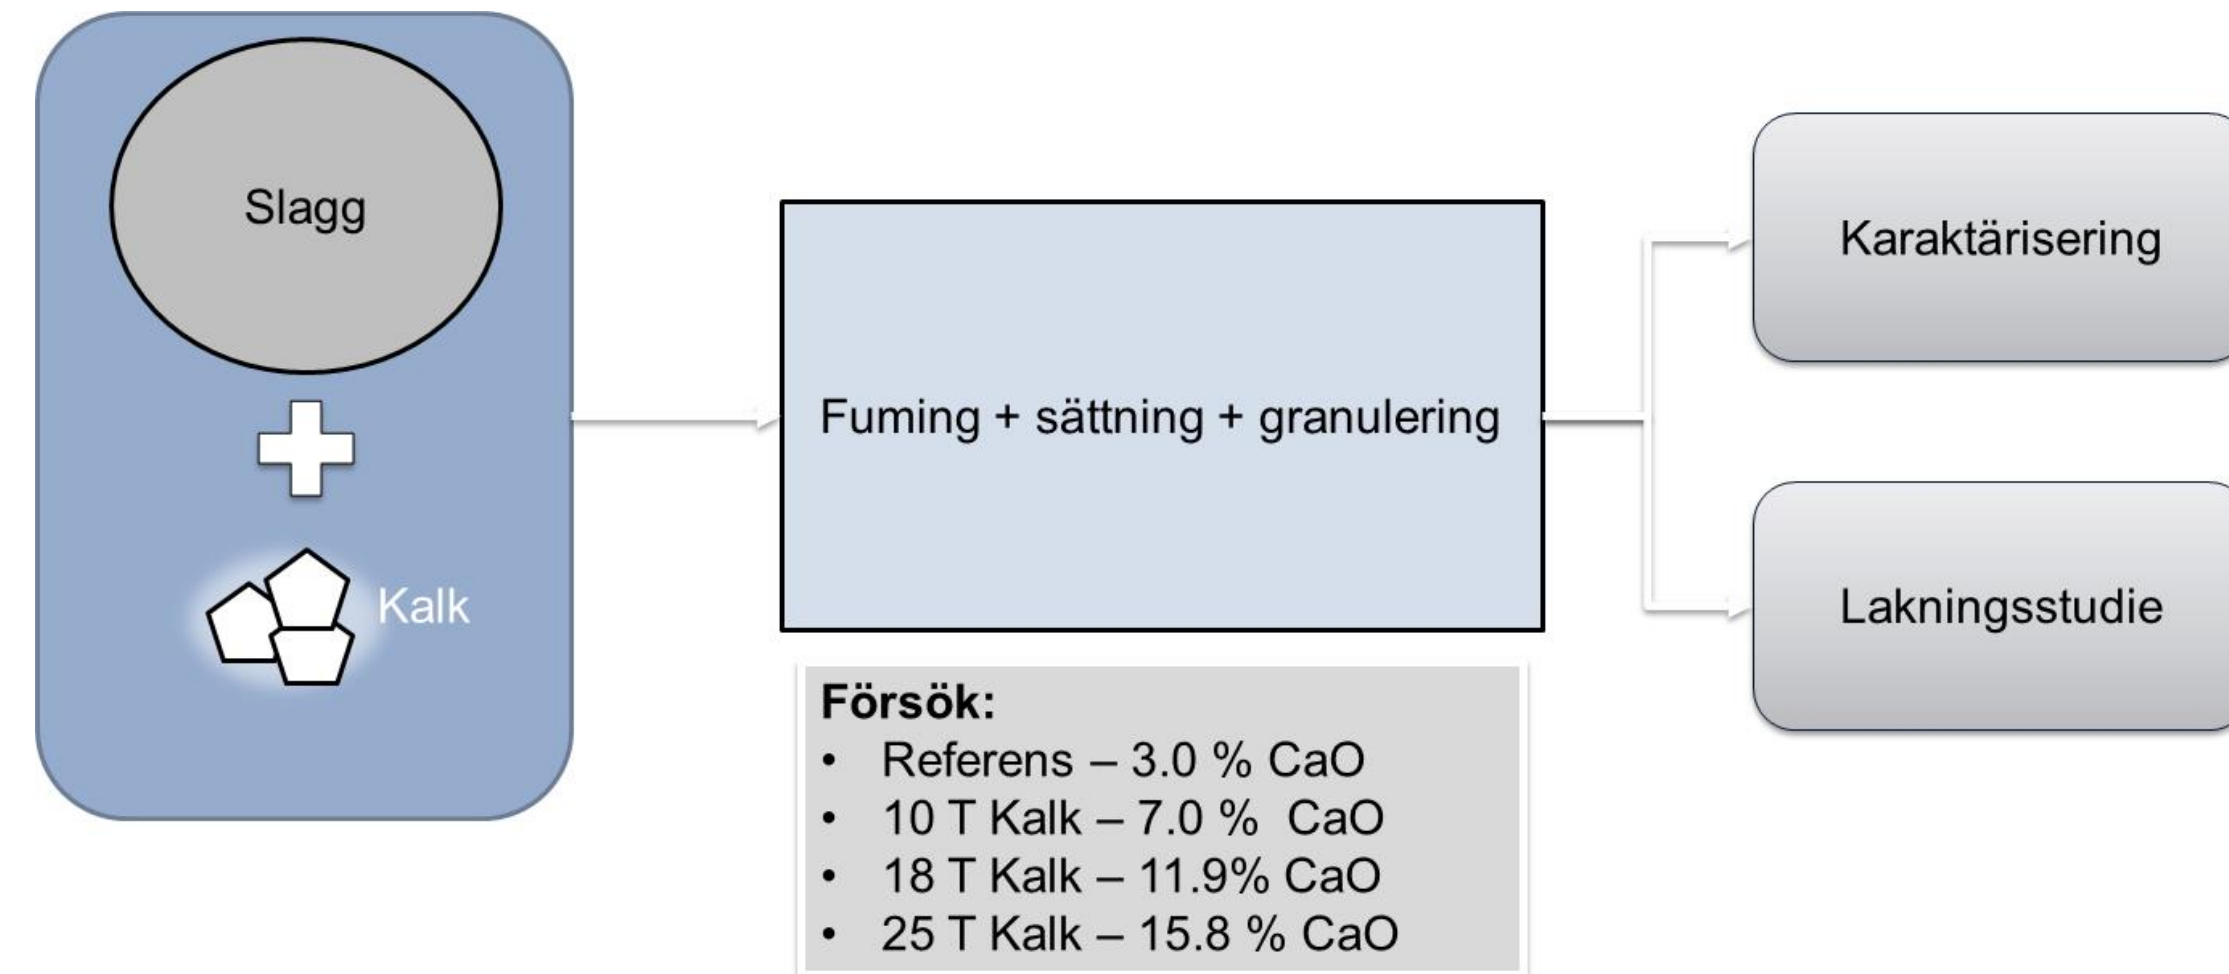 Slagg
Kalk
Fuming + sättning + granulering
Försök:
• Referens – 3.0 % CaO
• 10 T Kalk – 7.0 % CaO
• 18 T Kalk – 11.9% CaO
• 25 T Kalk – 15.8 % CaO
Karaktärisering
Lakningsstudie